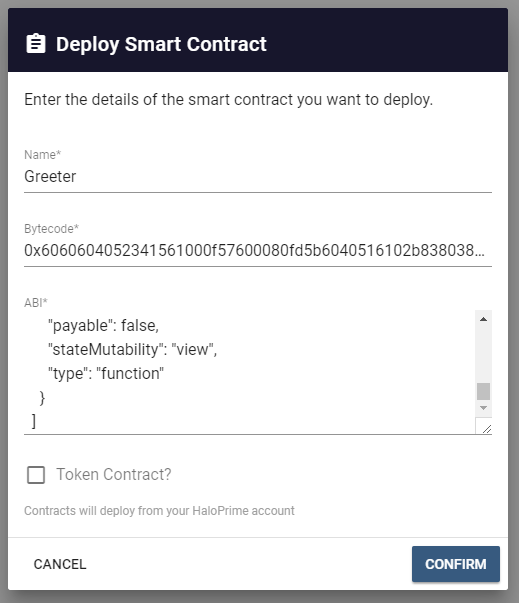 Deploy Smart Contract
Enter the details of the smart contract you want to deploy.
Name*
Greeter
Bytecode*
0x6060604052341561000f57600080fd5b6040516102b838038...
ABI*
"payable": false,
"stateMutability": "view",
"type": "function"
}
]
Token Contract?
Contracts will deploy from your HaloPrime account
CANCEL
CONFIRM